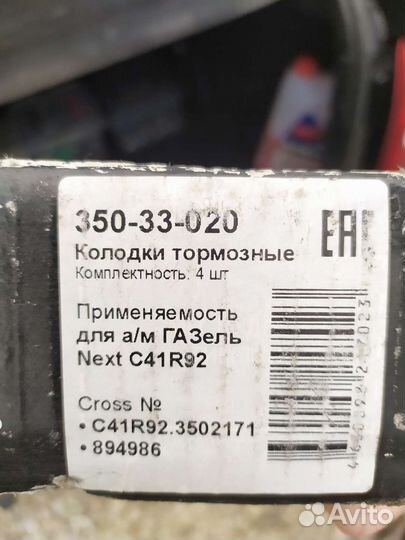 350-33-020
EAC
Колодки тормозные
Комплектность: 4 шт
Применяемость
для а/м ГАЗель
Next C41R92
Cross №
• C41R92.3502171
• 894986
Avito